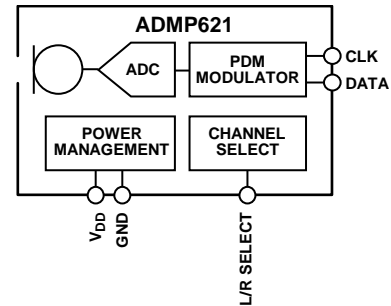 ADMP621
ADC
PDM
MODULATOR
CLK
DATA
POWER
MANAGEMENT
CHANNEL
SELECT
VDD
GND
L/R SELECT